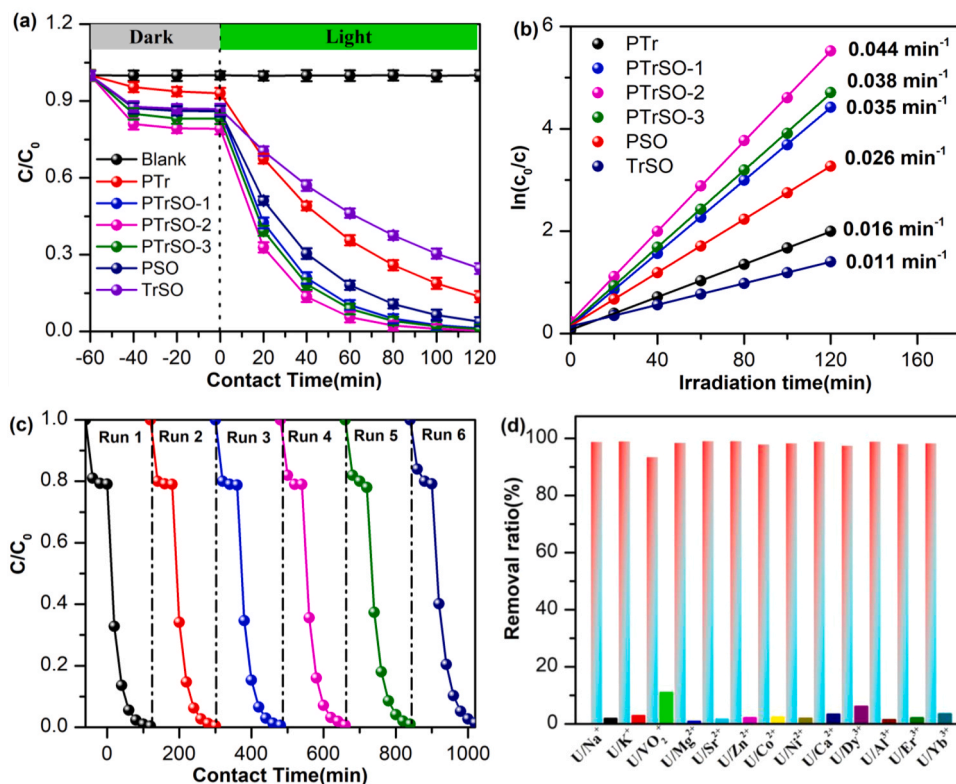 (a)
1.2
0.9
0.6
0.3
0.0
C/C₀
Dark
Light
Blank
PTr
PTrSO-1
PTrSO-2
PTrSO-3
PSO
TrSO
-60 -40 -20 0 20 40 60 80 100 120
Contact Time(min)
(b)
6
4
2
0
ln(c₀/c)
PTr
PTrSO-1
PTrSO-2
PTrSO-3
PSO
TrSO
0.044 min⁻¹
0.038 min⁻¹
0.035 min⁻¹
0.026 min⁻¹
0.016 min⁻¹
0.011 min⁻¹
0 40 80 120 160
Irradiation time(min)
(c)
1.0
0.8
0.6
0.4
0.2
0.0
C/C₀
Run 1 Run 2 Run 3 Run 4 Run 5 Run 6
0 200 400 600 800 1000
Contact Time(min)
(d)
100
80
60
40
20
0
Removal ratio(%)
U/Na⁺
U/K⁺
U/VO₂⁺
U/Mg²⁺
U/Sr²⁺
U/Zn²⁺
U/Co²⁺
U/Ni²⁺
U/Ca²⁺
U/Dy³⁺
U/Al³⁺
U/Er³⁺
U/Yb³⁺